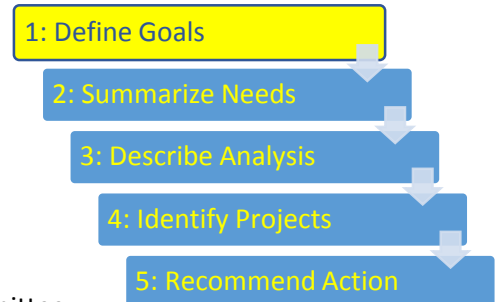 1: Define Goals
2: Summarize Needs
3: Describe Analysis
4: Identify Projects
5: Recommend Action